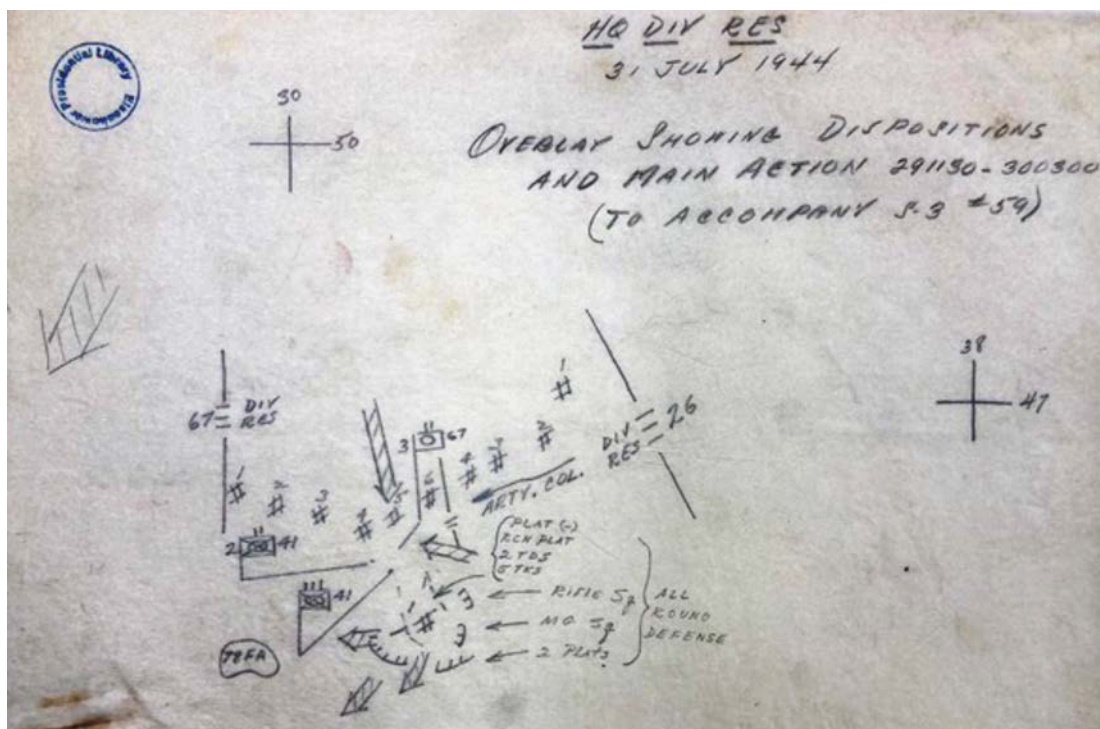 HQ DIV RES
31 JULY 1944
Eisenhower Presidential Library
50
50
OVERLAY SHOWING DISPOSITIONS
AND MAIN ACTION 291130-300300
(TO ACCOMPANY S-3 #59)
38
47
67 DIV
RES
3 67
1
2
3
4
DIV
RES
26
ARTY. COL.
1
2
3
4
5
6
2 41
41
78FA
PLAT (-)
RCN PLAT
2 TDS
5 TKS
RIFLE Sq
MG Sq
2 PLATS
ALL
ROUND
DEFENSE